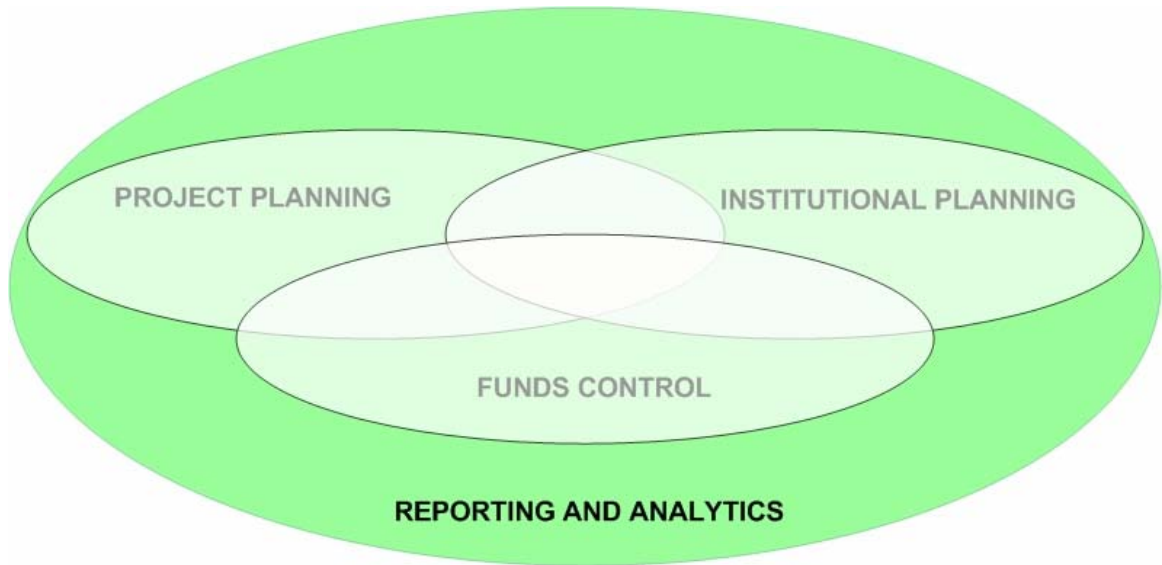 PROJECT PLANNING
INSTITUTIONAL PLANNING
FUNDS CONTROL
REPORTING AND ANALYTICS